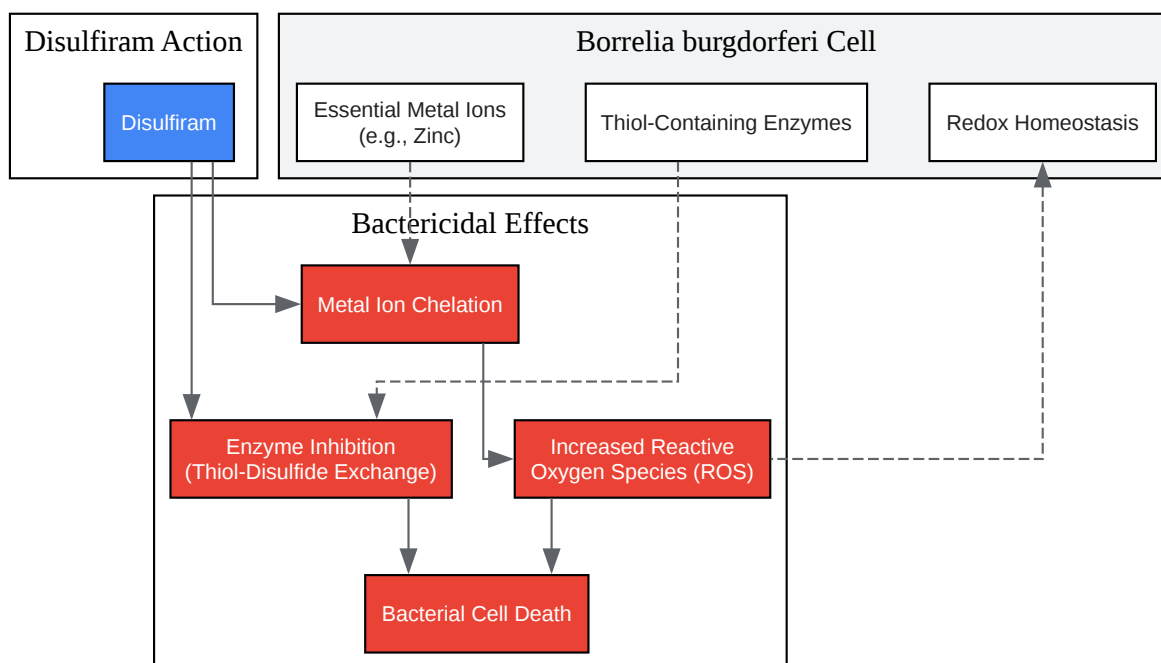 Disulfiram Action
Borrelia burgdorferi Cell
Disulfiram
Essential Metal Ions
(e.g., Zinc)
Thiol-Containing Enzymes
Redox Homeostasis
Bactericidal Effects
Metal Ion Chelation
Enzyme Inhibition
(Thiol-Disulfide Exchange)
Increased Reactive
Oxygen Species (ROS)
Bacterial Cell Death